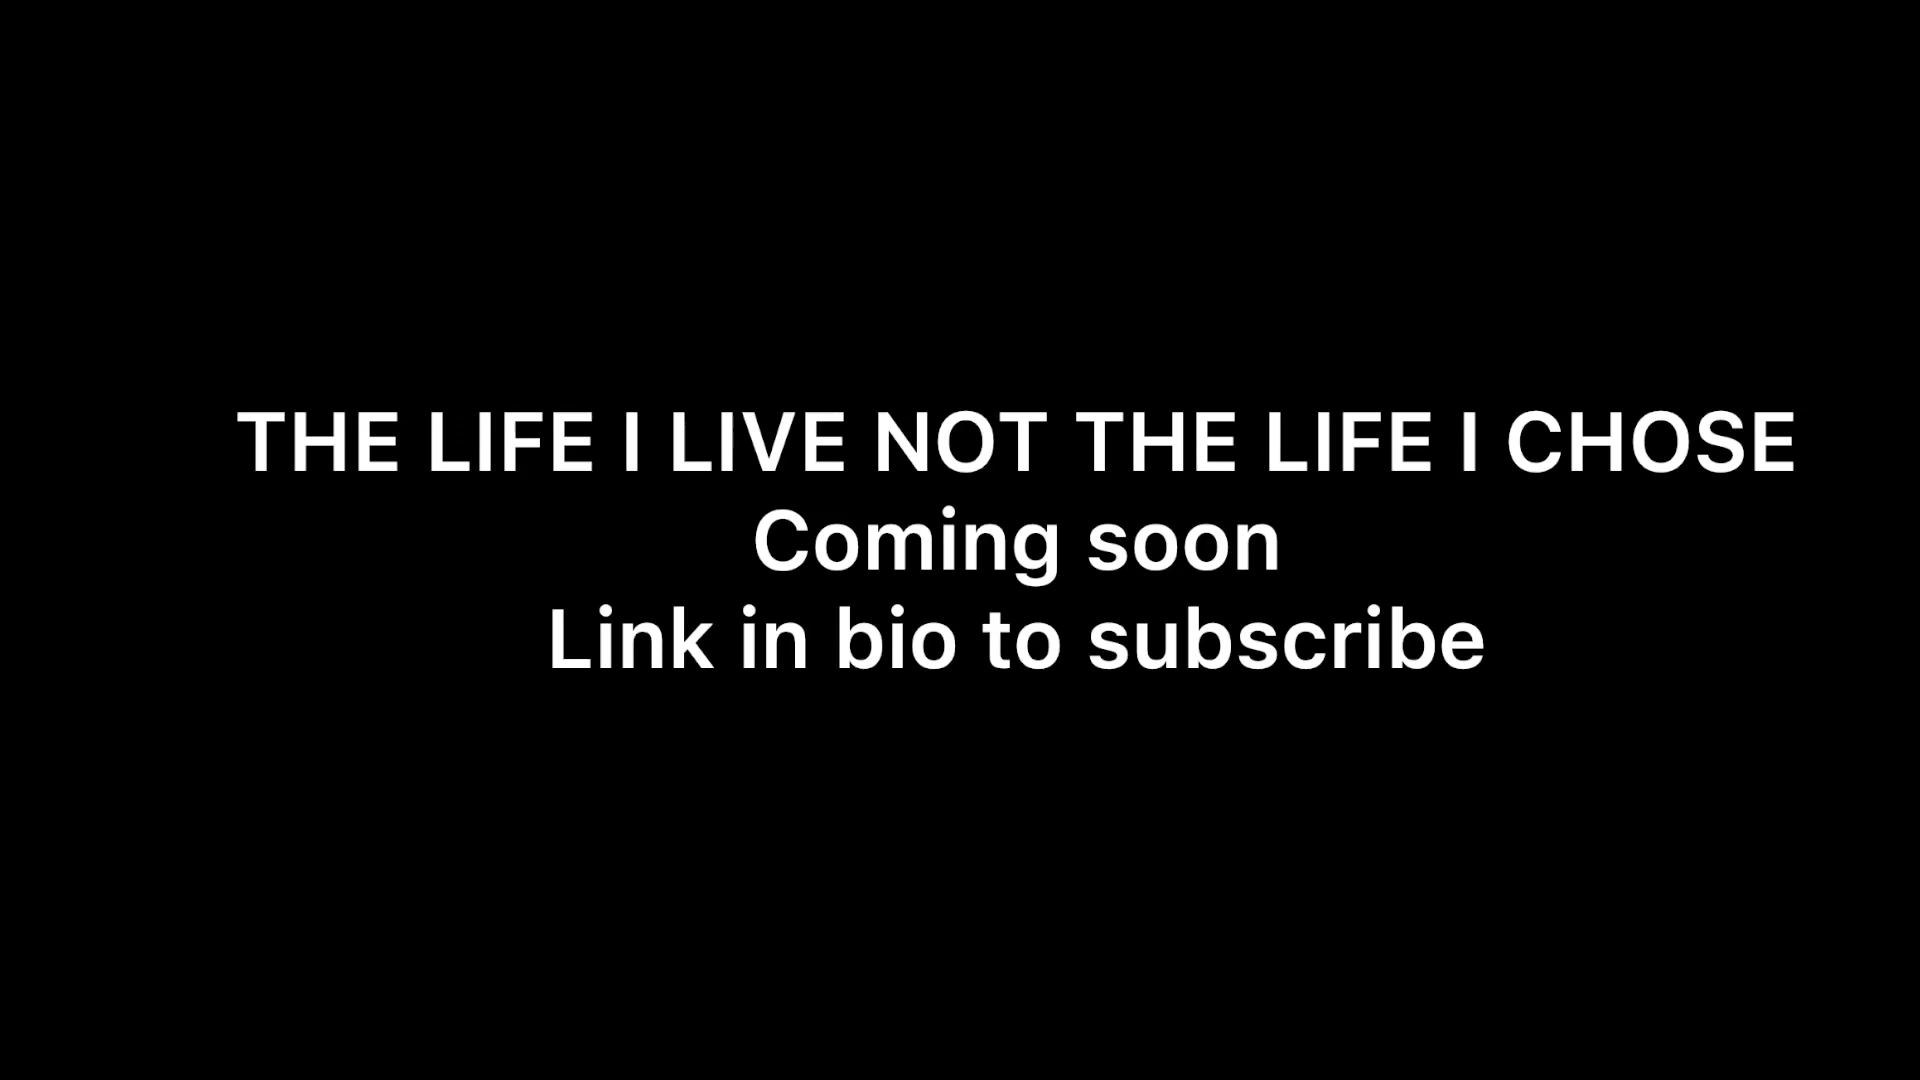 THE LIFE I LIVE NOT THE LIFE I CHOSE
Coming soon
Link in bio to subscribe